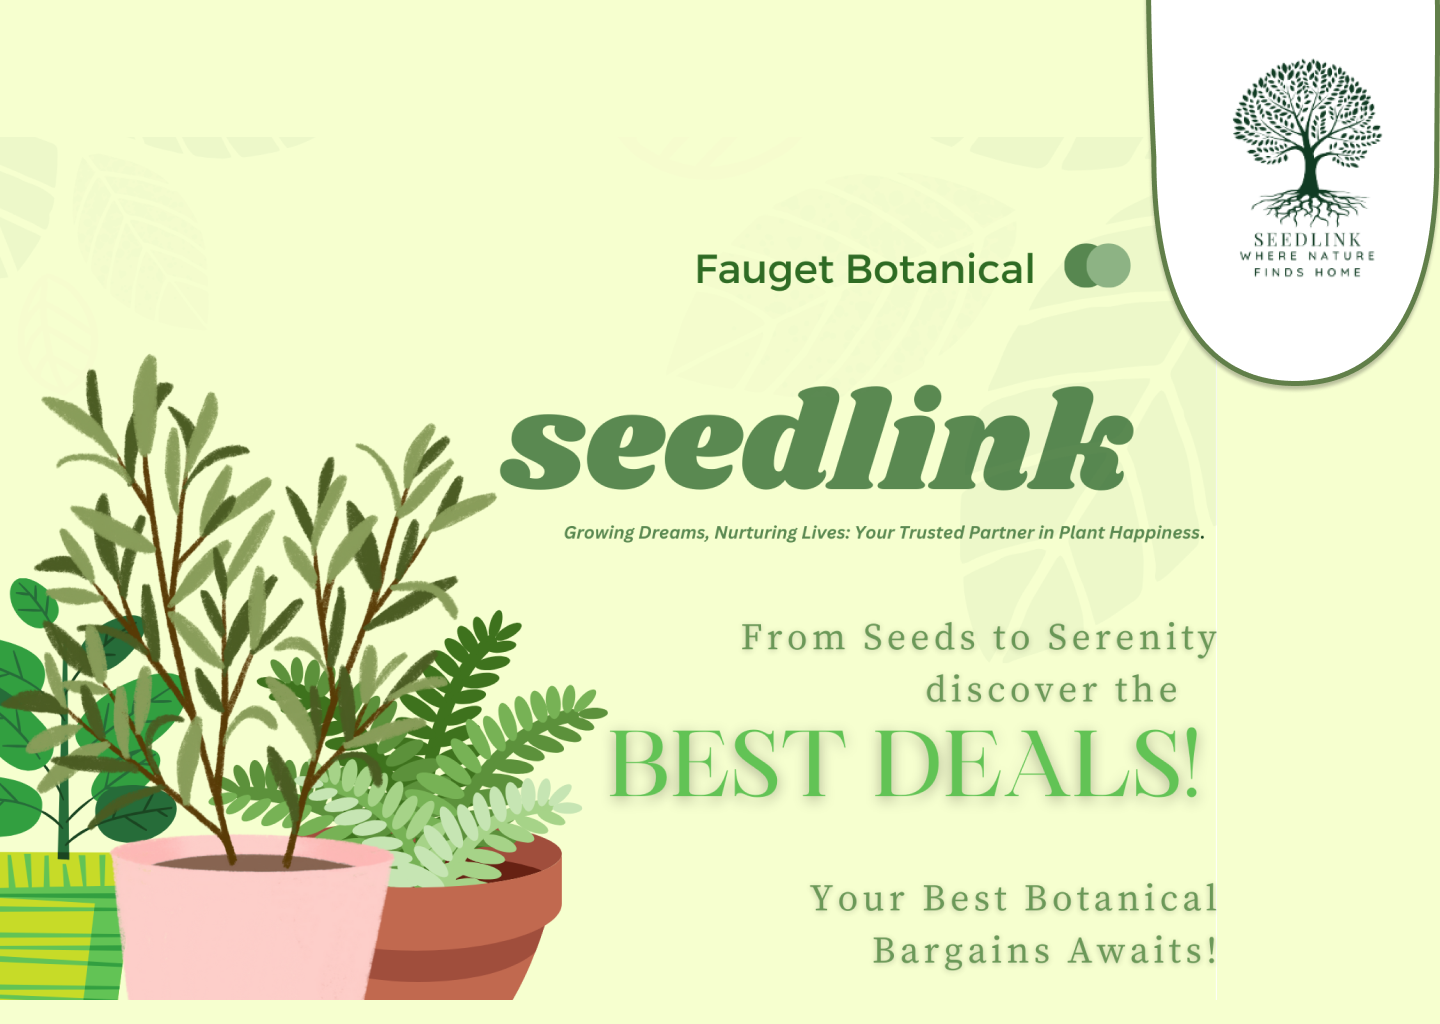 SEEDLINK
WHERE NATURE
FINDS HOME
Fauget Botanical
seedlink
Growing Dreams, Nurturing Lives: Your Trusted Partner in Plant Happiness.
From Seeds to Serenity
discover the
BEST DEALS!
Your Best Botanical
Bargains Awaits!